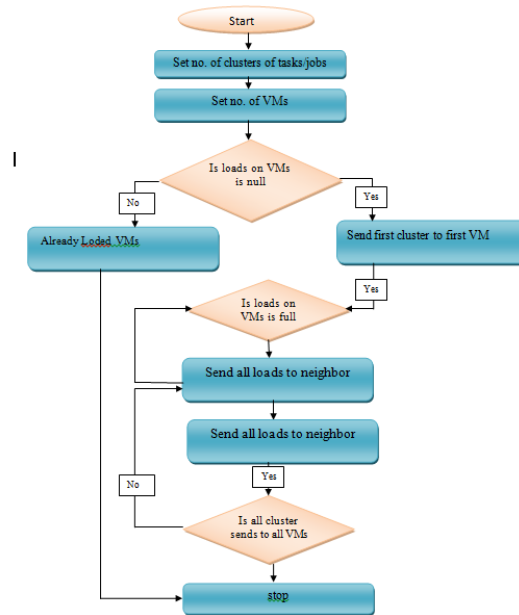 Start
Set no. of clusters of tasks/jobs
Set no. of VMs
I
Is loads on VMs
is null
No
Yes
Already Loded VMs
Send first cluster to first VM
Yes
Is loads on
VMs is full
Send all loads to neighbor
Send all loads to neighbor
Yes
No
Is all cluster
sends to all VMs
stop